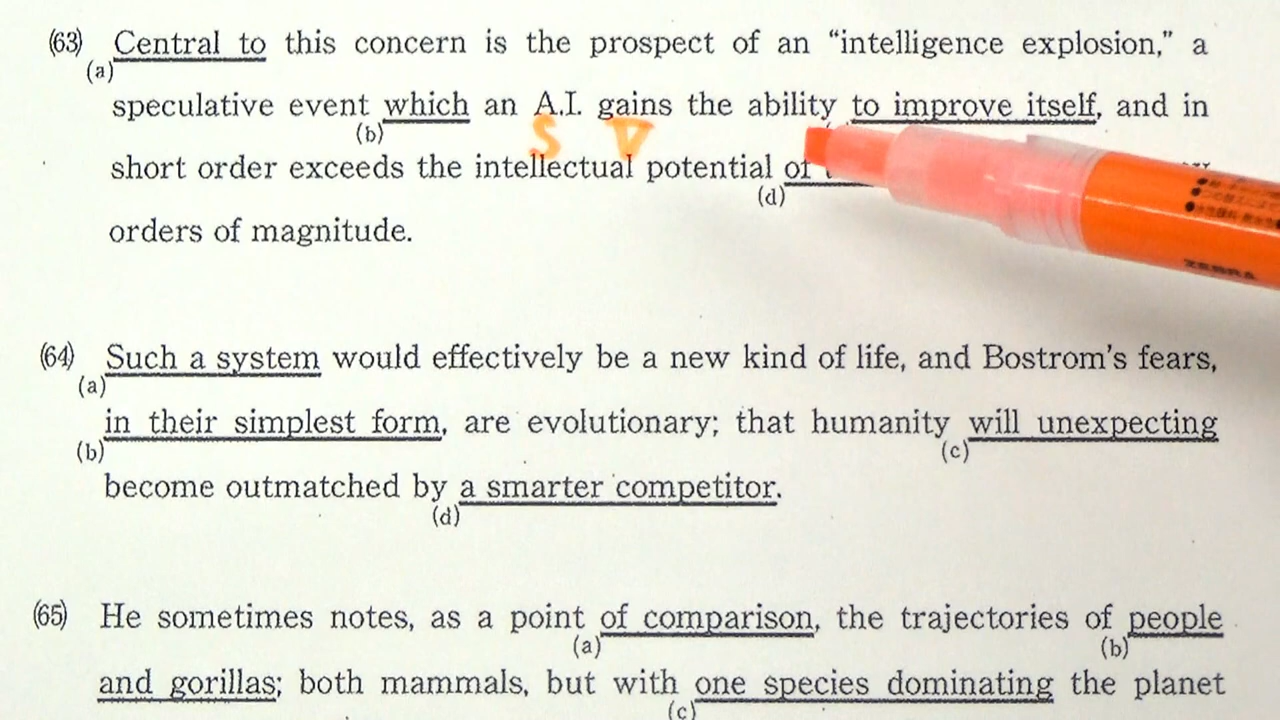 (63) Central to this concern is the prospect of an “intelligence explosion,” a
(a)
speculative event which an A.I. gains the ability to improve itself, and in
(b)
S V
short order exceeds the intellectual potential of
(d)
orders of magnitude.
(64) Such a system would effectively be a new kind of life, and Bostrom’s fears,
(a)
in their simplest form, are evolutionary; that humanity will unexpecting
(b) (c)
become outmatched by a smarter competitor.
(d)
(65) He sometimes notes, as a point of comparison, the trajectories of people
(a) (b)
and gorillas; both mammals, but with one species dominating the planet
(c)
ZEBRA